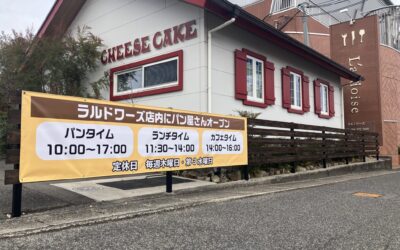 CHEESE CAKE
ラルドワーズ店内にパン屋さんオープン
パンタイム
10:00~17:00
ランチタイム
11:30~14:00
カフェタイム
14:00~16:00
定休日 毎週木曜日・第3水曜日